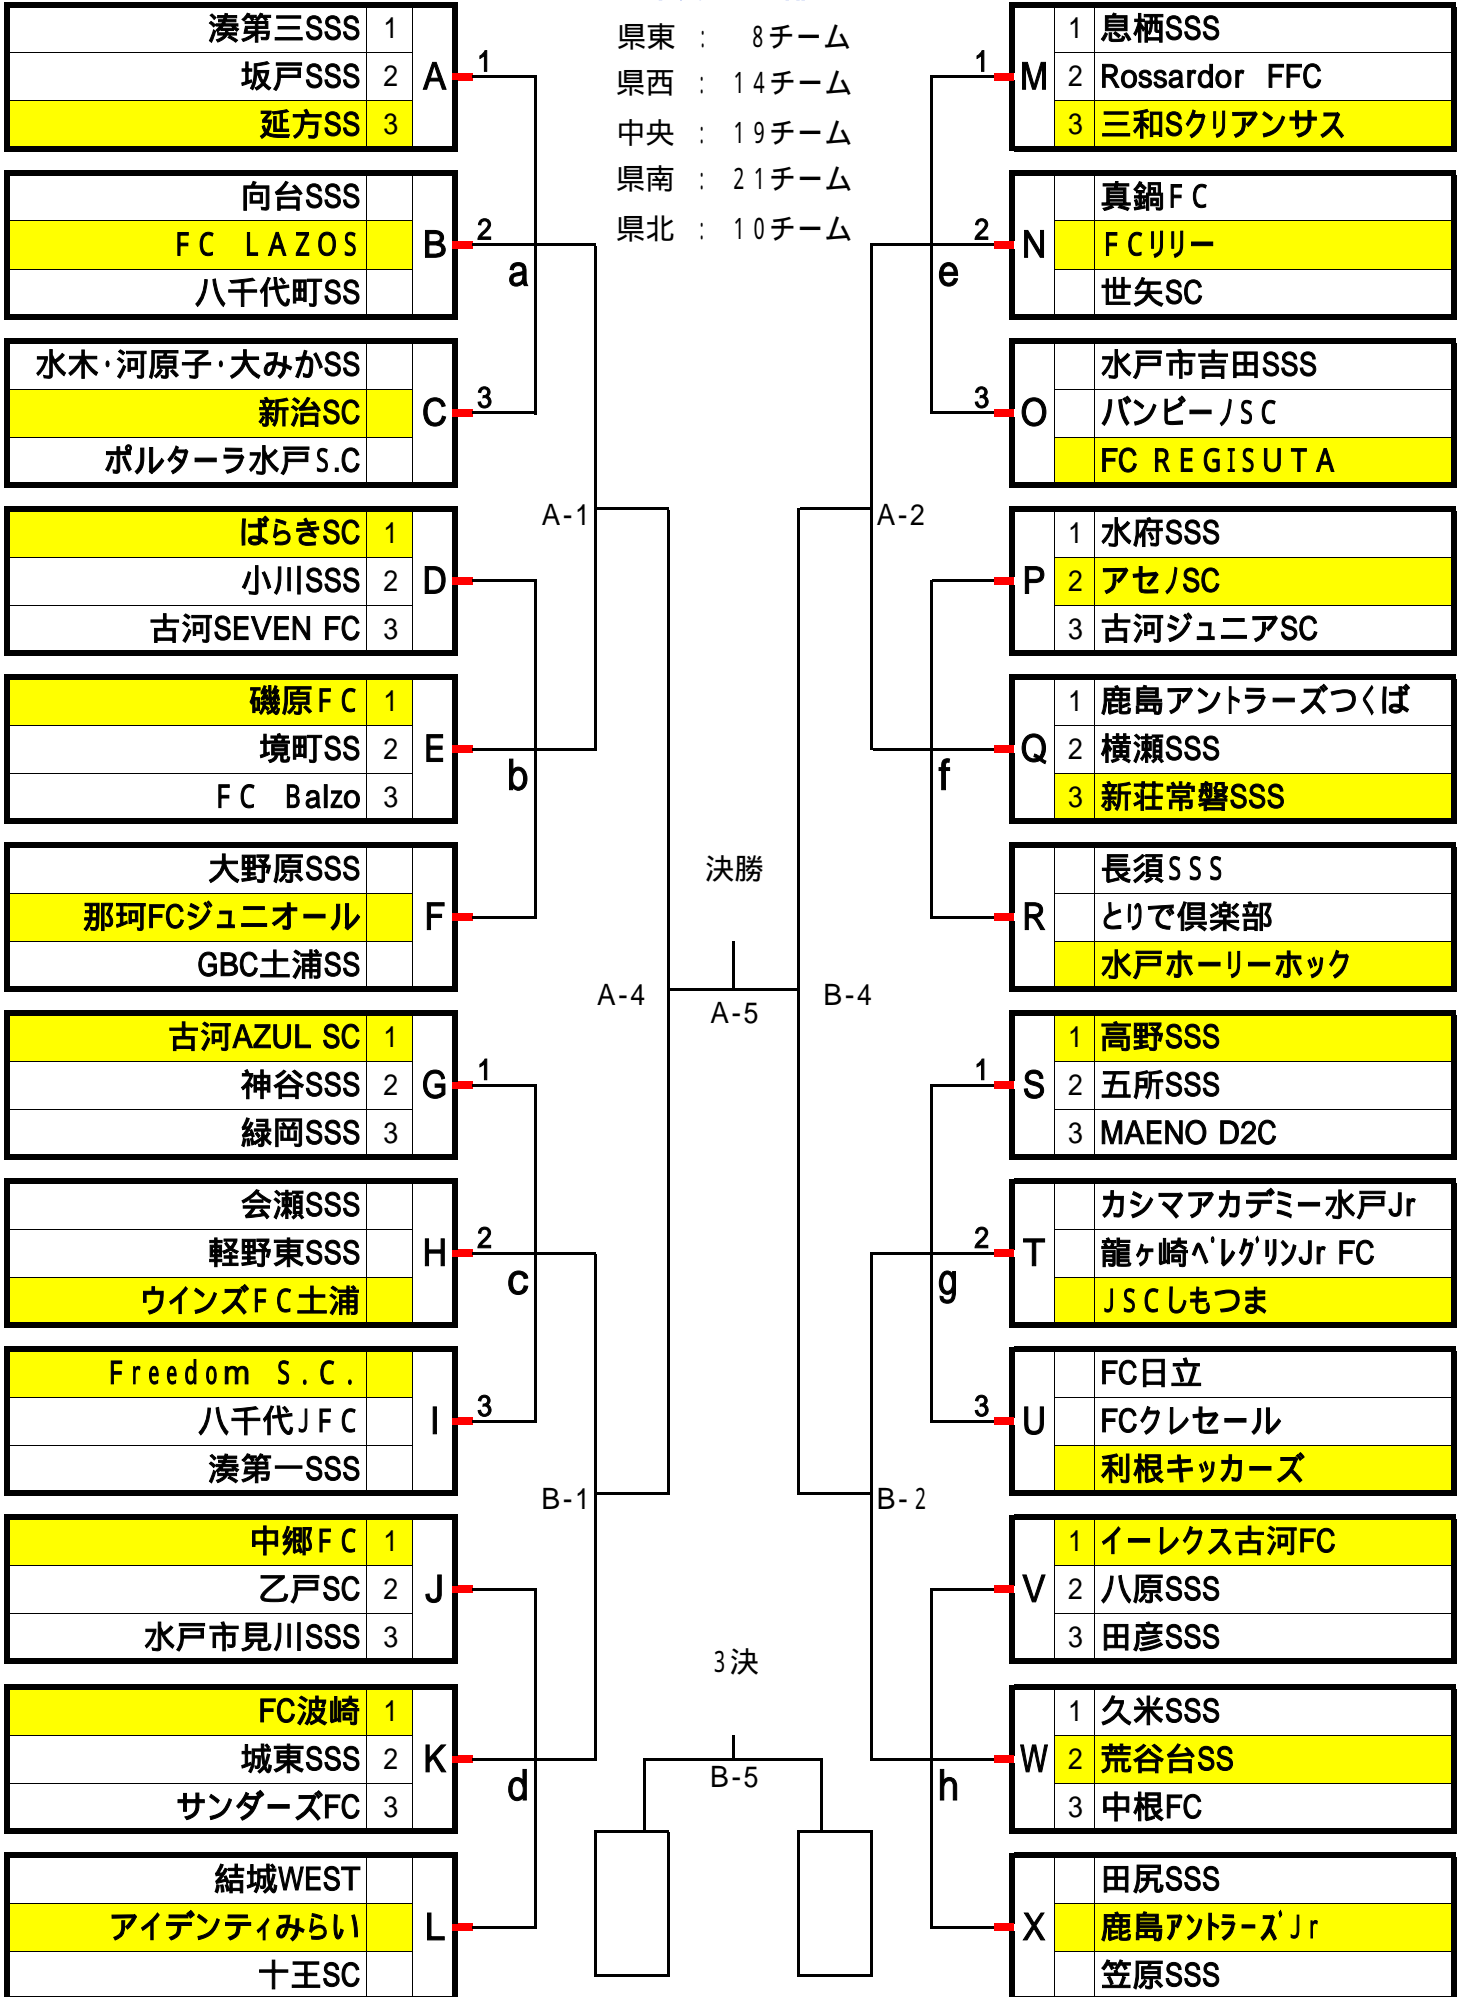 県東 : 8チーム
県西 : 14チーム
中央 : 19チーム
県南 : 21チーム
県北 : 10チーム
湊第三SSS 1
坂戸SSS 2
延方SS 3
A 1
向台SSS
FC LAZOS
八千代町SS
B 2
a
水木・河原子・大みかSS
新治SC
ポルターラ水戸S.C
C 3
A-1
ばらきSC 1
小川SSS 2
古河SEVEN FC 3
D
磯原FC 1
境町SS 2
FC Balzo 3
E
b
大野原SSS
那珂FCジュニオール
GBC土浦SS
F
A-4
古河AZUL SC 1
神谷SSS 2
緑岡SSS 3
G 1
会瀬SSS
軽野東SSS
ウインズFC土浦
H 2
c
Freedom S.C.
八千代JFC
湊第一SSS
I 3
B-1
中郷FC 1
乙戸SC 2
水戸市見川SSS 3
J
FC波崎 1
城東SSS 2
サンダーズFC 3
K
d
結城WEST
アイデンティみらい
十王SC
L
決勝
A-5
3決
B-5
1 M
1 息栖SSS
2 Rossardor FFC
3 三和Sクリアンサス
2 N
真鍋FC
FCリリー
世矢SC
e
3 O
水戸市吉田SSS
バンビーノSC
FC REGISUTA
A-2
P
1 水府SSS
2 アセノSC
3 古河ジュニアSC
Q
1 鹿島アントラーズつくば
2 横瀬SSS
3 新荘常磐SSS
f
R
長須SSS
とりで倶楽部
水戸ホーリーホック
B-4
1 S
1 高野SSS
2 五所SSS
3 MAENO D2C
2 T
カシマアカデミー水戸Jr
龍ヶ崎ペレグリンJr FC
JSCしもつま
g
3 U
FC日立
FCクレセール
利根キッカーズ
B-2
V
1 イーレクス古河FC
2 八原SSS
3 田彦SSS
W
1 久米SSS
2 荒谷台SS
3 中根FC
h
X
田尻SSS
鹿島アントラーズJr
笠原SSS